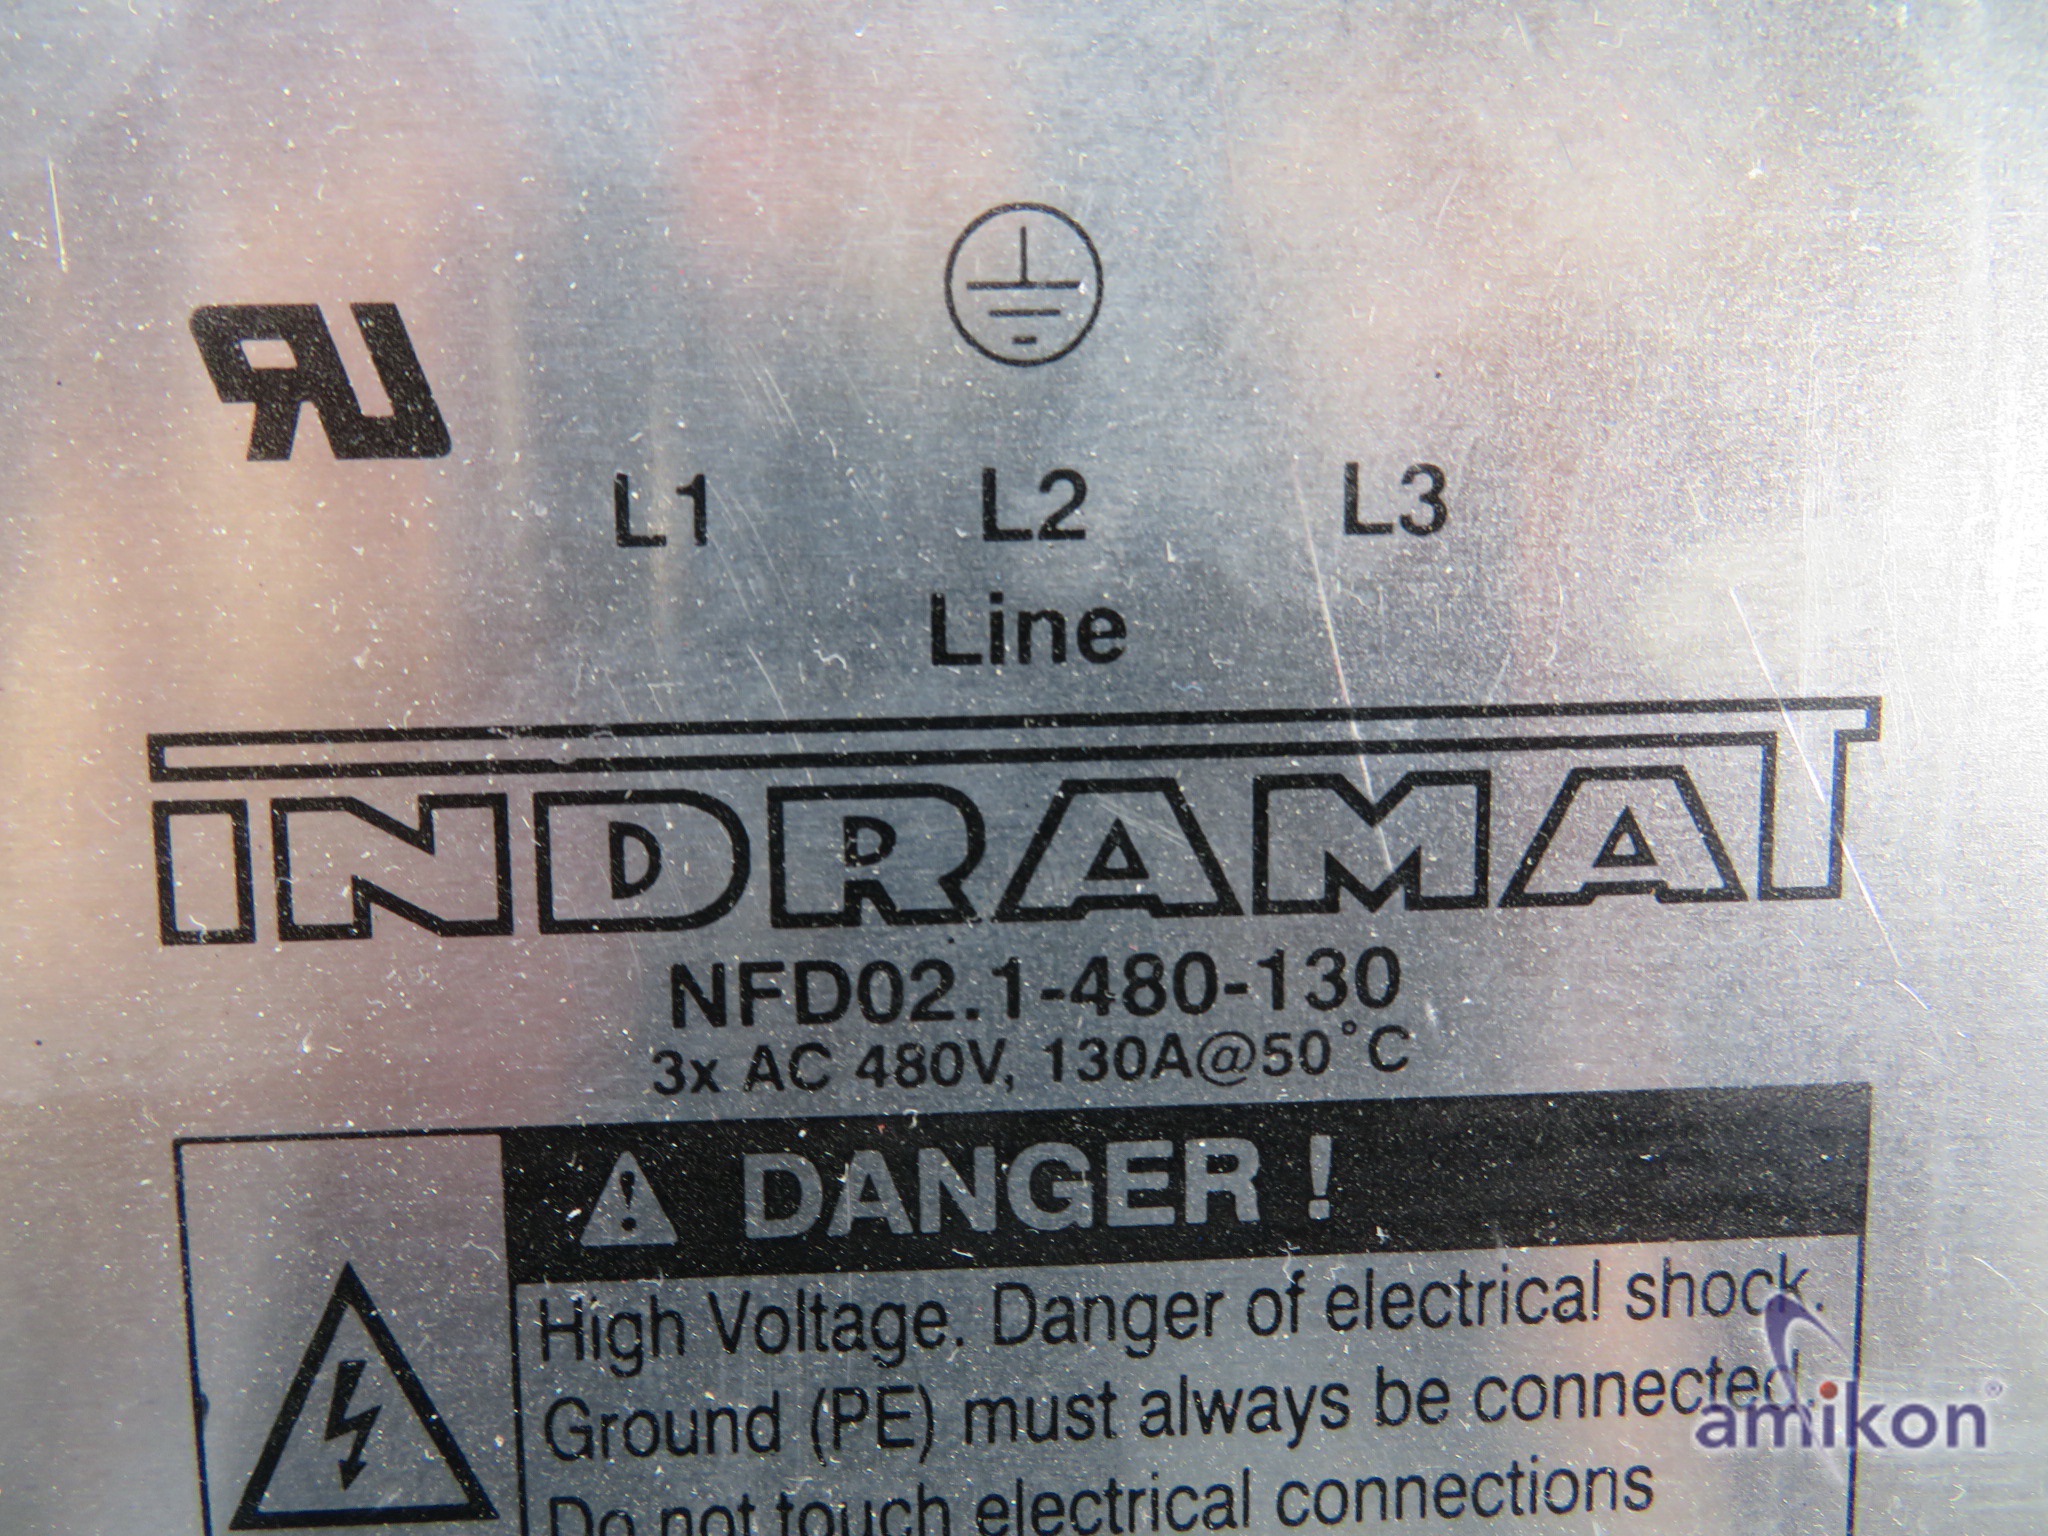 L1 L2 L3
Line
INDRAMAT
NFD02.1-480-130
3x AC 480V, 130A@50°C
DANGER !
High Voltage. Danger of electrical shock.
Ground (PE) must always be connected.
Do not touch electrical connections
amikon®